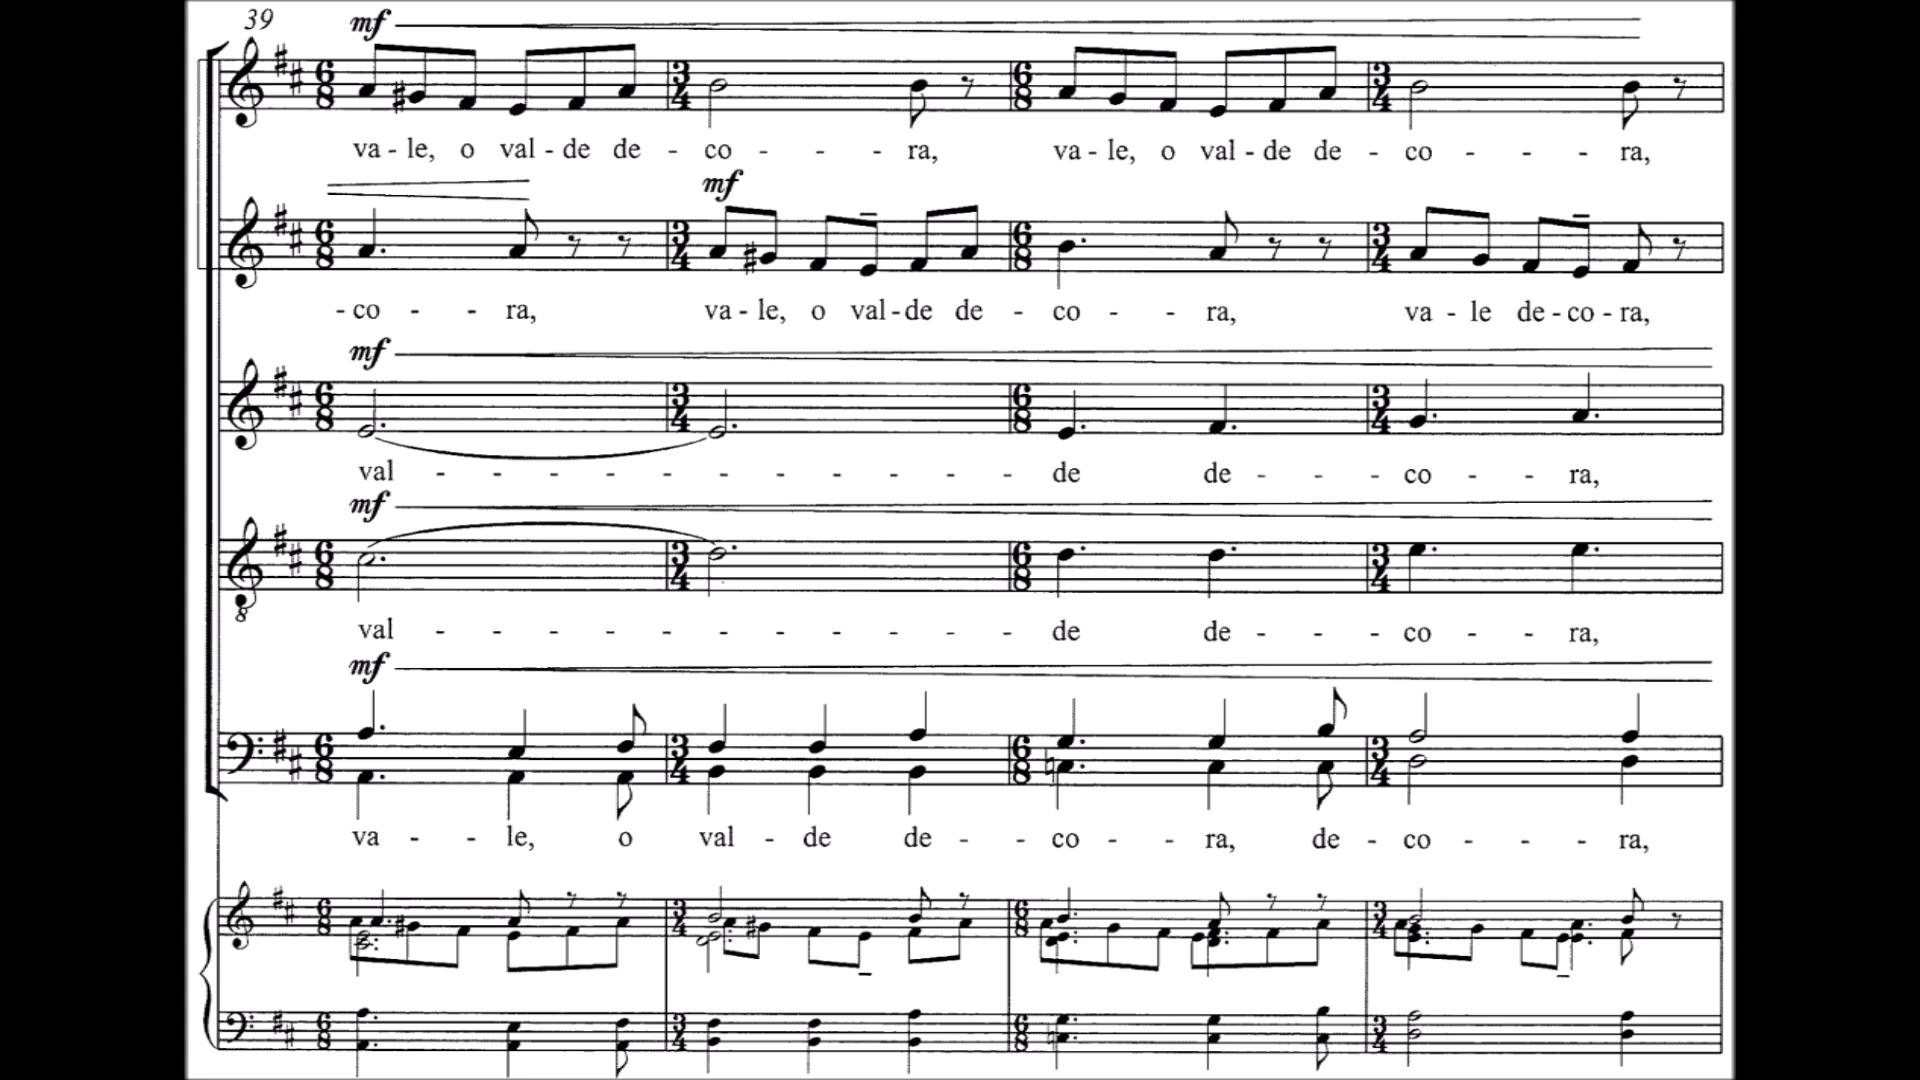 39
mf
va - le, o val - de de - co - - - ra, va - le, o val - de de - co - - - ra,
mf
- co - - ra, va - le, o val - de de - co - - ra, va - le de - co - ra,
mf
val - - - - - - - - - - - de de - - - co - - ra,
mf
val - - - - - - - - - - - de de - - - co - - ra,
mf
va - - le, o val - de de - - co - - ra, de - co - - - ra,